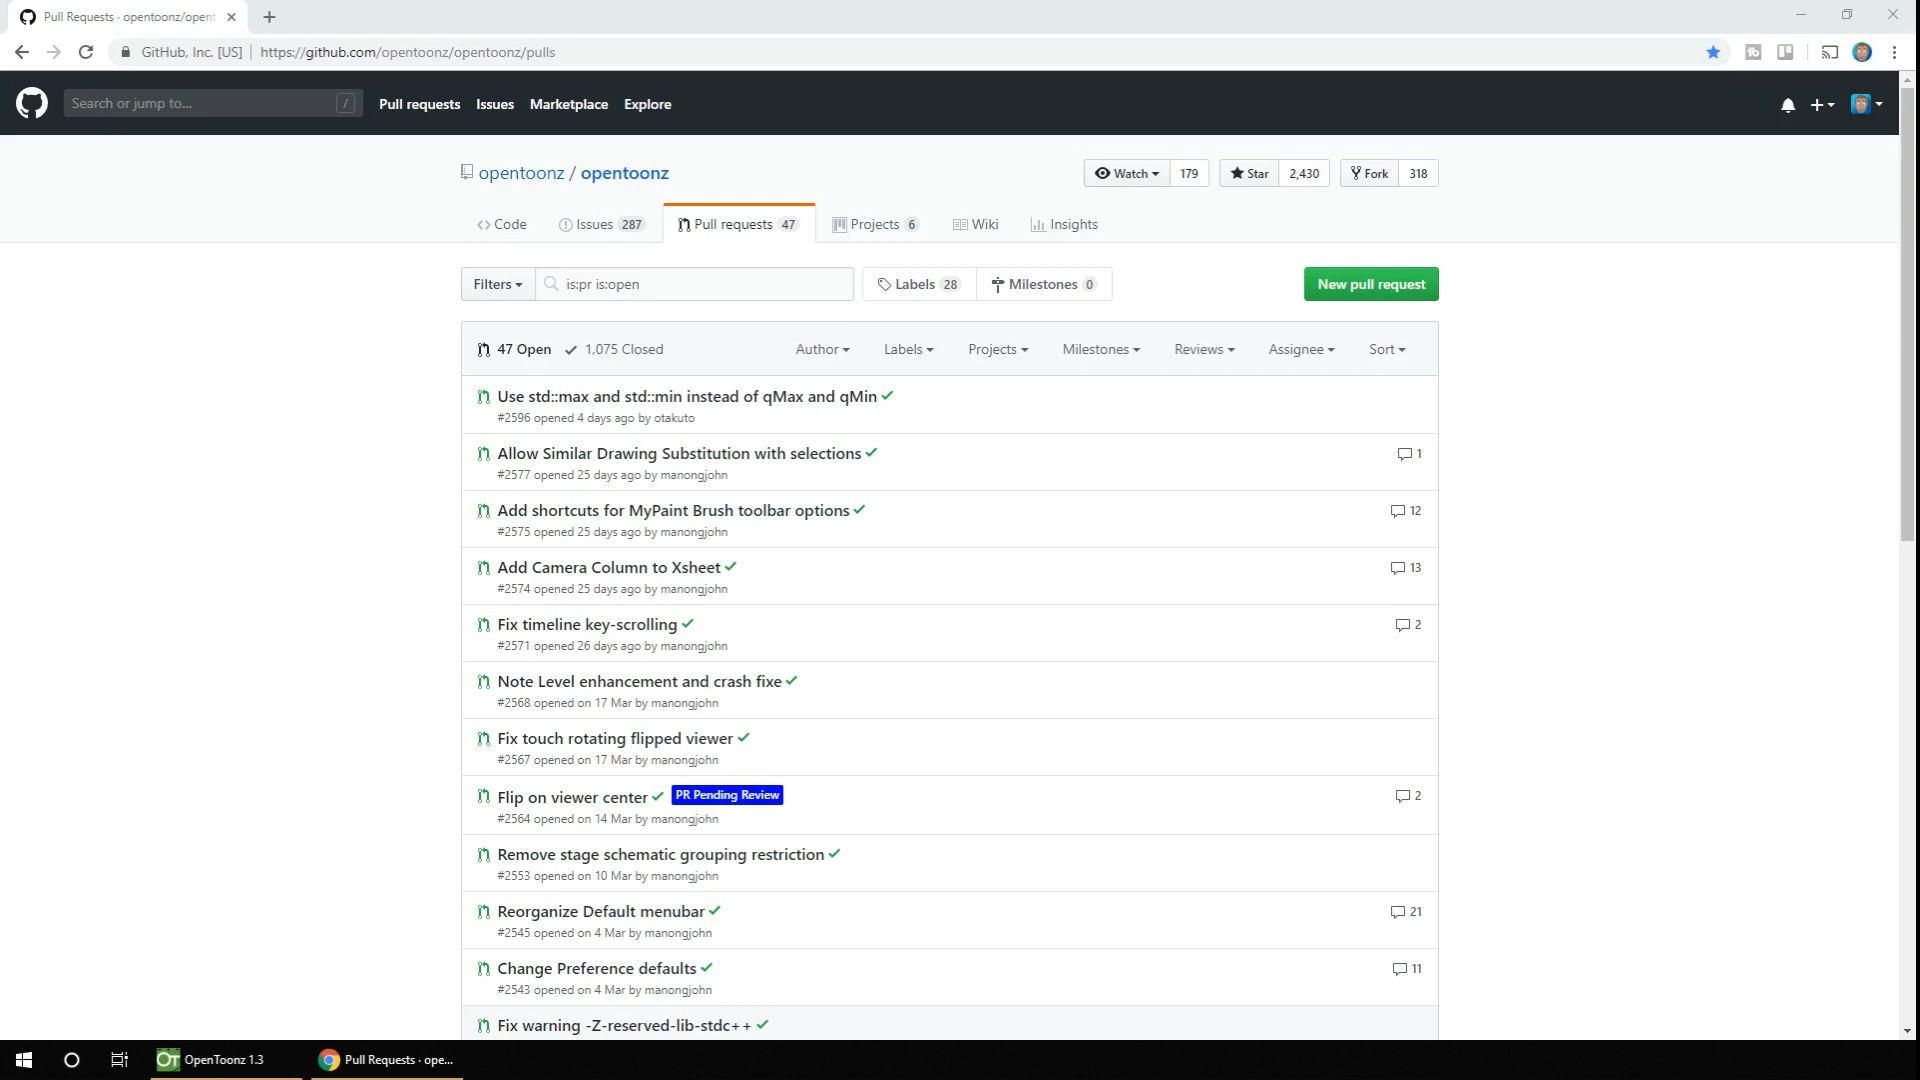 Pull Requests · opentoonz/opent
GitHub, Inc. [US] | https://github.com/opentoonz/opentoonz/pulls
Search or jump to... /
Pull requests Issues Marketplace Explore
opentoonz / opentoonz
Watch 179 Star 2,430 Fork 318
Code Issues 287 Pull requests 47 Projects 6 Wiki Insights
Filters is:pr is:open Labels 28 Milestones 0 New pull request
47 Open 1,075 Closed Author Labels Projects Milestones Reviews Assignee Sort
Use std::max and std::min instead of qMax and qMin
#2596 opened 4 days ago by otakuto
Allow Similar Drawing Substitution with selections 1
#2577 opened 25 days ago by manongjohn
Add shortcuts for MyPaint Brush toolbar options 12
#2575 opened 25 days ago by manongjohn
Add Camera Column to Xsheet 13
#2574 opened 25 days ago by manongjohn
Fix timeline key-scrolling 2
#2571 opened 26 days ago by manongjohn
Note Level enhancement and crash fixe
#2568 opened on 17 Mar by manongjohn
Fix touch rotating flipped viewer
#2567 opened on 17 Mar by manongjohn
Flip on viewer center PR Pending Review 2
#2564 opened on 14 Mar by manongjohn
Remove stage schematic grouping restriction
#2553 opened on 10 Mar by manongjohn
Reorganize Default menubar 21
#2545 opened on 4 Mar by manongjohn
Change Preference defaults 11
#2543 opened on 4 Mar by manongjohn
Fix warning -Z-reserved-lib-stdc++
OT OpenToonz 1.3 Pull Requests · ope...